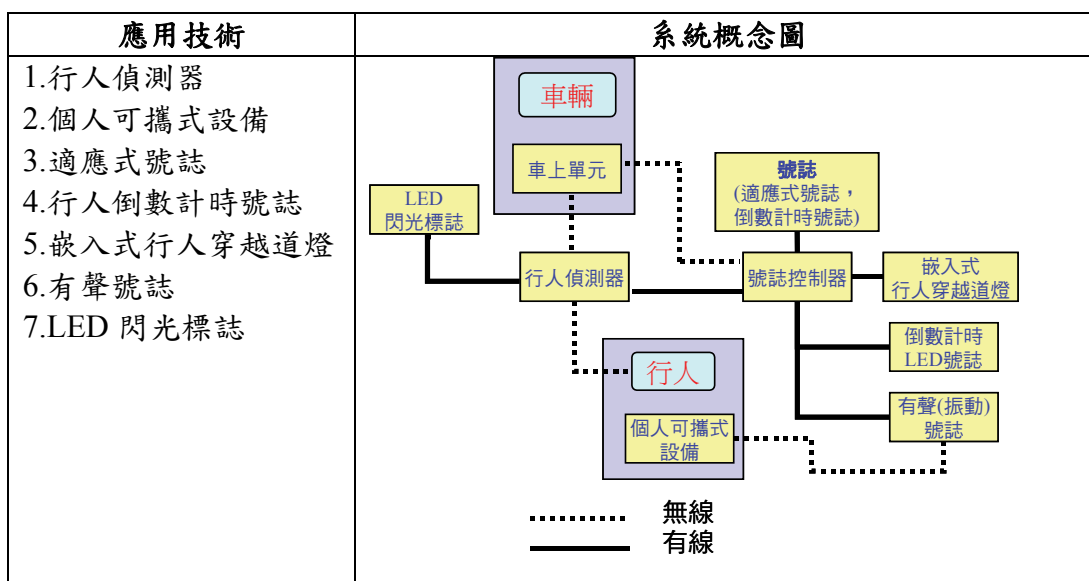 應用技術
系統概念圖
1.行人偵測器
2.個人可攜式設備
3.適應式號誌
4.行人倒數計時號誌
5.嵌入式行人穿越道燈
6.有聲號誌
7.LED 閃光標誌
車輛
車上單元
LED
閃光標誌
號誌
(適應式號誌，
倒數計時號誌)
行人偵測器
號誌控制器
嵌入式
行人穿越道燈
倒數計時
LED號誌
行人
個人可攜式
設備
有聲(振動)
號誌
無線
有線